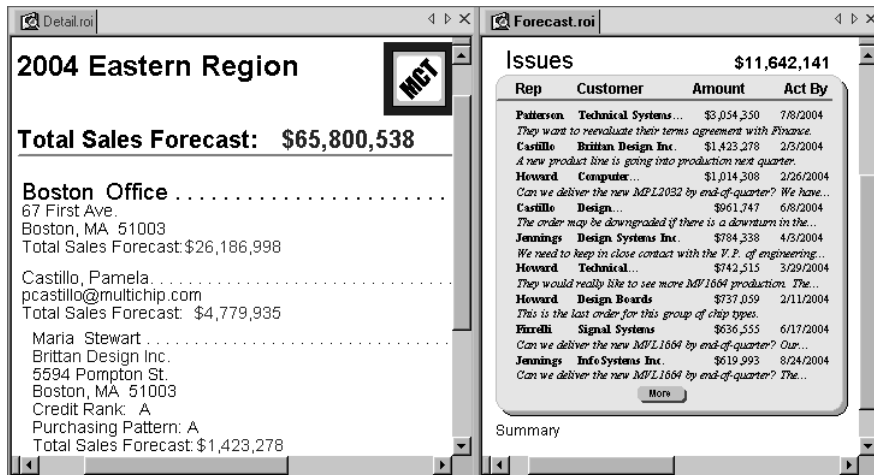 Detail.roi
2004 Eastern Region
MCT
Total Sales Forecast: $65,800,538
Boston Office . . . . . . . . . . . . . . . . . . . . . . . .
67 First Ave.
Boston, MA 51003
Total Sales Forecast: $26,186,998
Castillo, Pamela. . . . . . . . . . . . . . . . . . . . . . . . . . . . . .
pcastillo@multichip.com
Total Sales Forecast: $4,779,935
Maria Stewart . . . . . . . . . . . . . . . . . . . . . . . . . . . . . .
Brittan Design Inc.
5594 Pompton St.
Boston, MA 51003
Credit Rank: A
Purchasing Pattern: A
Total Sales Forecast: $1,423,278
Forecast.roi
Issues $11,642,141
Rep Customer Amount Act By
Patterson Technical Systems... $3,054,350 7/8/2004
They want to reevaluate their terms agreement with Finance.
Castillo Brittan Design Inc. $1,423,278 2/3/2004
A new product line is going into production next quarter.
Howard Computer... $1,014,308 2/26/2004
Can we deliver the new MPL2032 by end-of-quarter? We have...
Castillo Design... $961,747 6/8/2004
The order may be downgraded if there is a downturn in the...
Jennings Design Systems Inc. $784,338 4/3/2004
We need to keep in close contact with the V.P. of engineering...
Howard Technical... $742,515 3/29/2004
They would really like to see more MV1664 production. The...
Howard Design Boards $737,059 2/11/2004
This is the last order for this group of chip types.
Firrelli Signal Systems $636,555 6/17/2004
Can we deliver the new MVL1664 by end-of-quarter? Our...
Jennings InfoSystems Inc. $619,993 8/24/2004
Can we deliver the new MVL1664 by end-of-quarter? The...
More
Summary